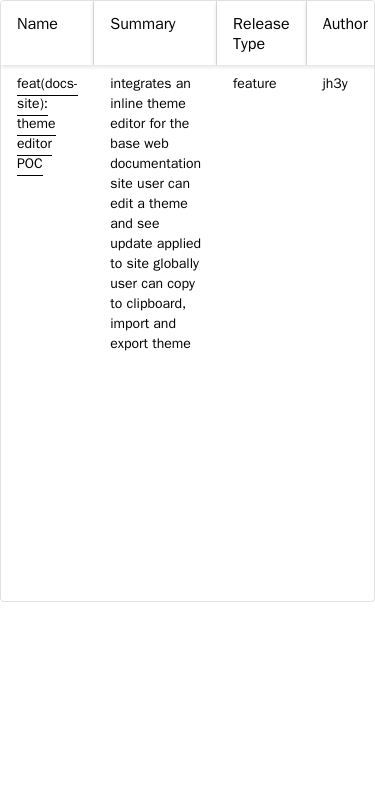 Name
Summary
Release
Type
Author
feat(docs-
site):
theme
editor
POC
integrates an
inline theme
editor for the
base web
documentation
site user can
edit a theme
and see
update applied
to site globally
user can copy
to clipboard,
import and
export theme
feature
jh3y